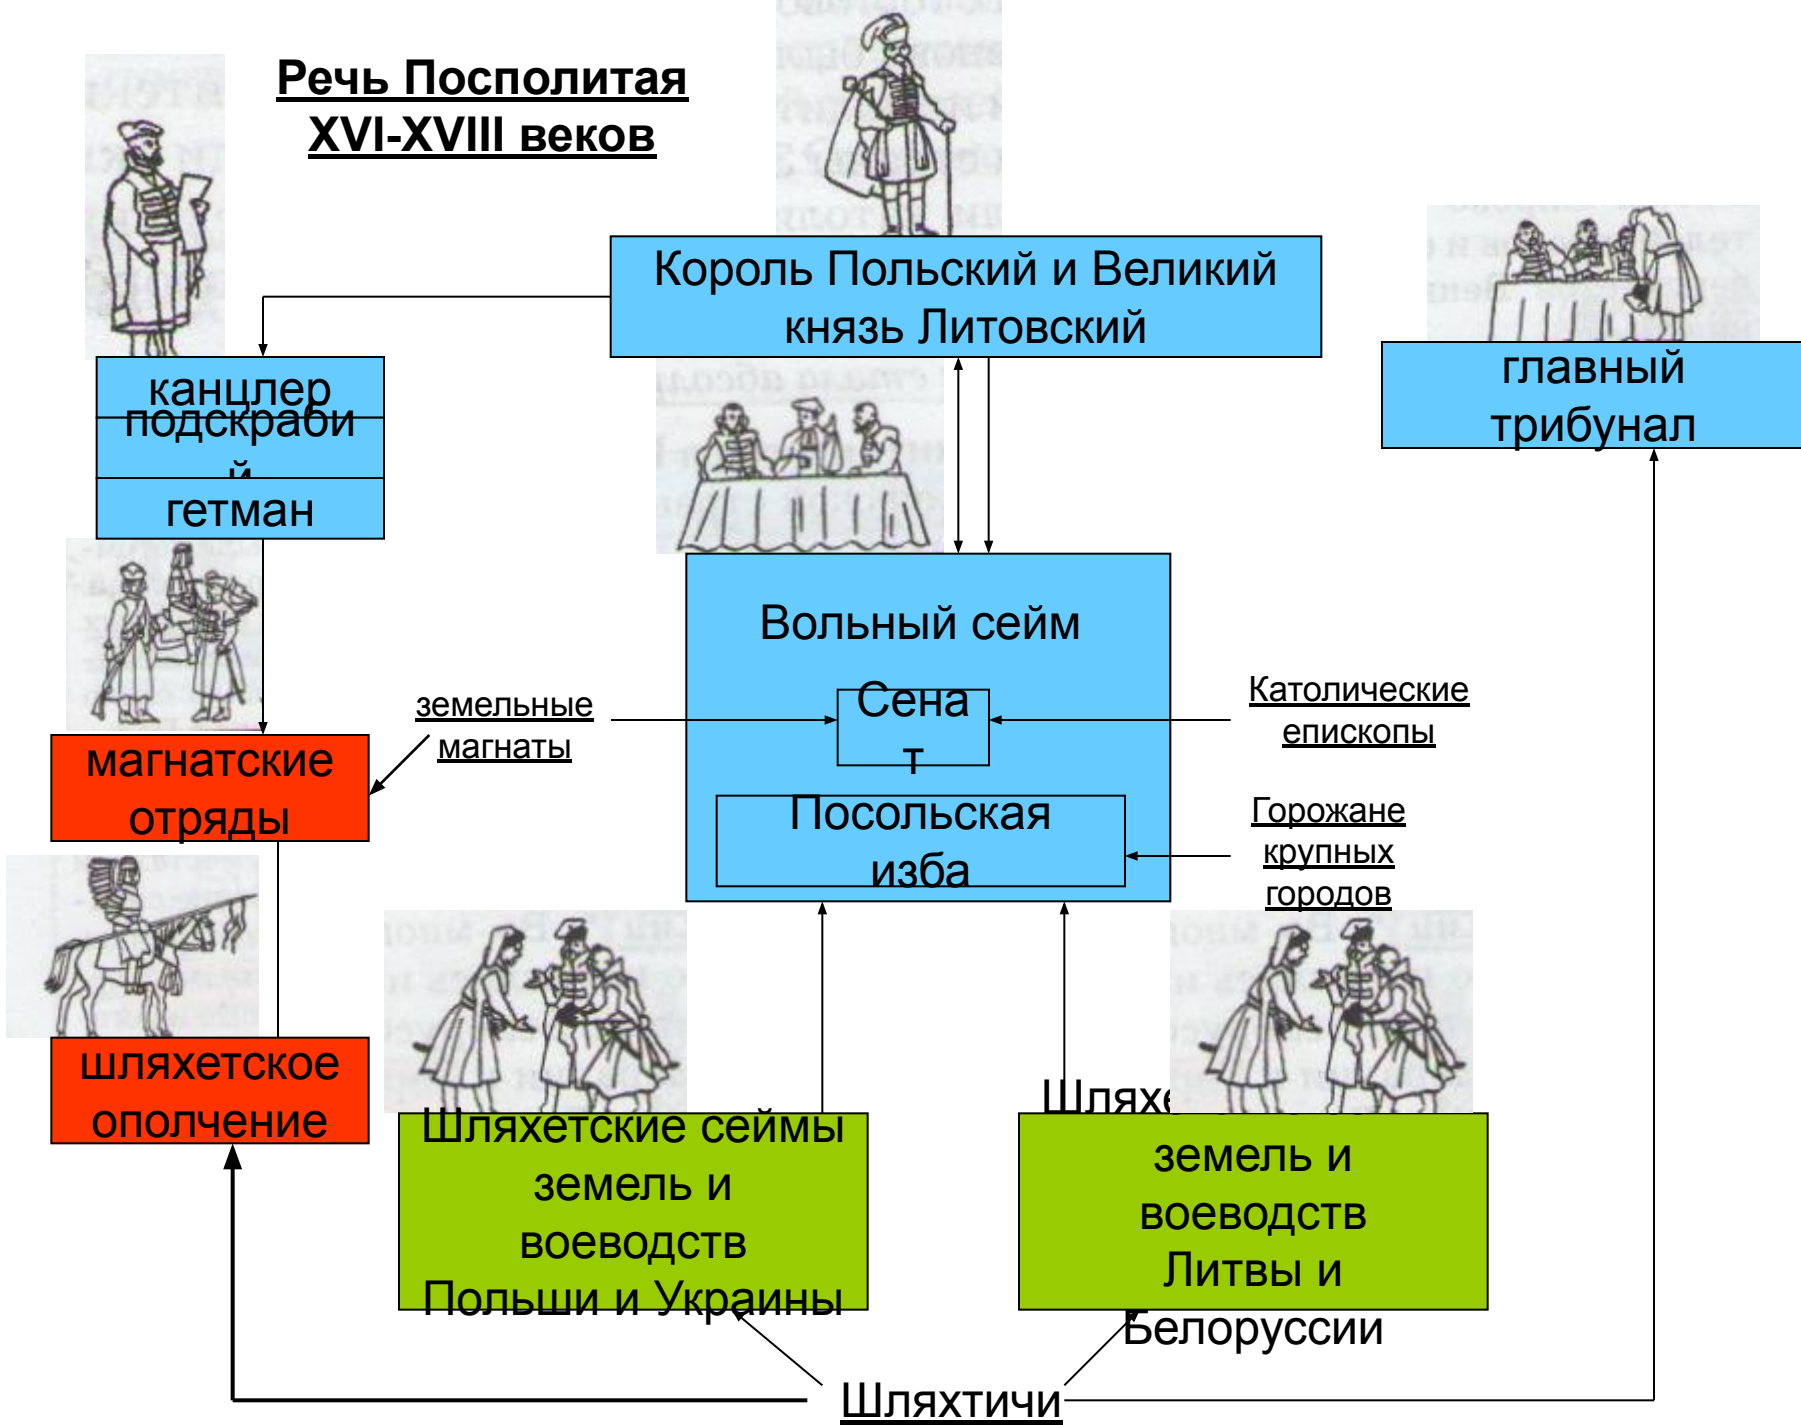 Речь Посполитая
XVI-XVIII веков
Король Польский и Великий
князь Литовский
главный
трибунал
канцлер
подскраби
й
гетман
Вольный сейм
Сена
т
Посольская
изба
земельные
магнаты
Католические
епископы
Горожане
крупных
городов
магнатские
отряды
шляхетское
ополчение
Шляхетские сеймы
земель и
воеводств
Польши и Украины
земель и
воеводств
Литвы и
Белоруссии
Шляхтичи